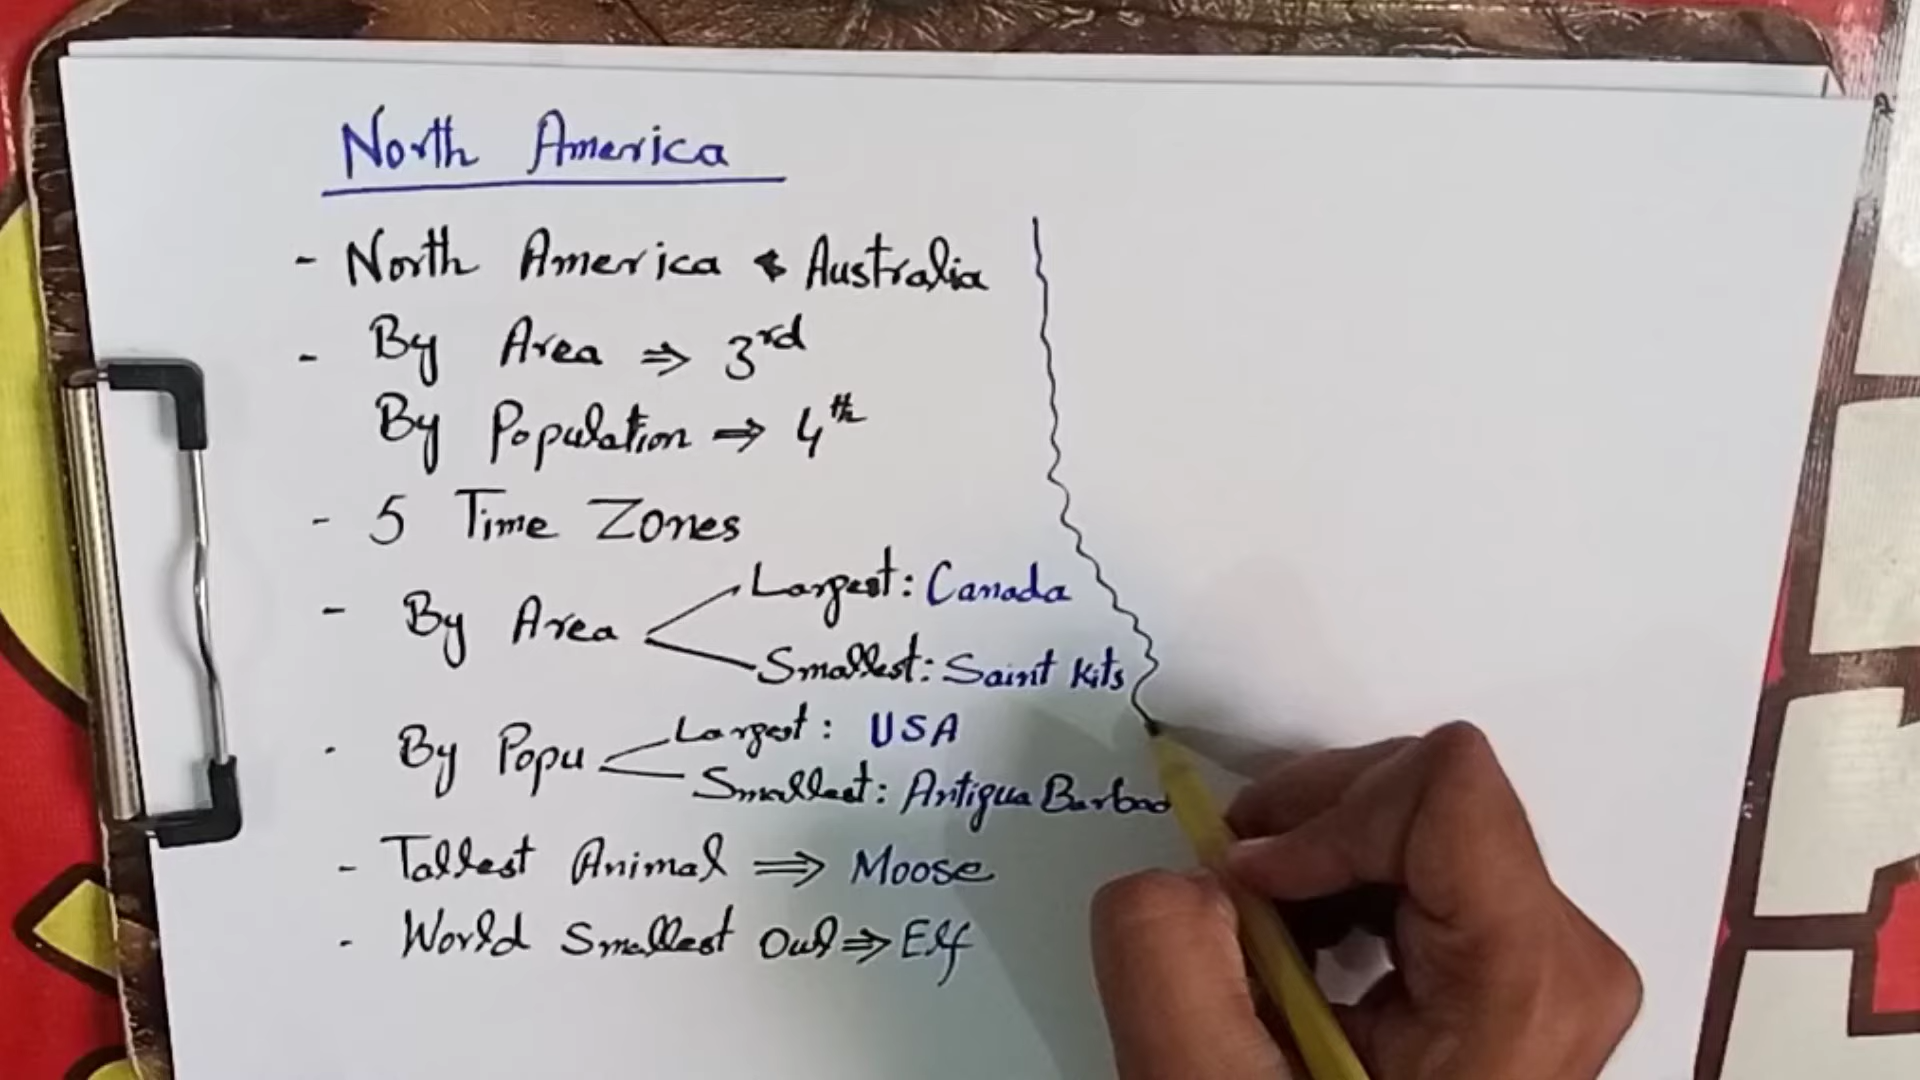 North America
- North America & Australia
- By Area ⇒ 3rd
By Population ⇒ 4th
- 5 Time Zones
- By Area
Largest: Canada
Smallest: Saint Kits
- By Popu
Largest: USA
Smallest: Antigua Barbad
- Tallest Animal ⇒ Moose
- World Smallest Owl ⇒ Elf